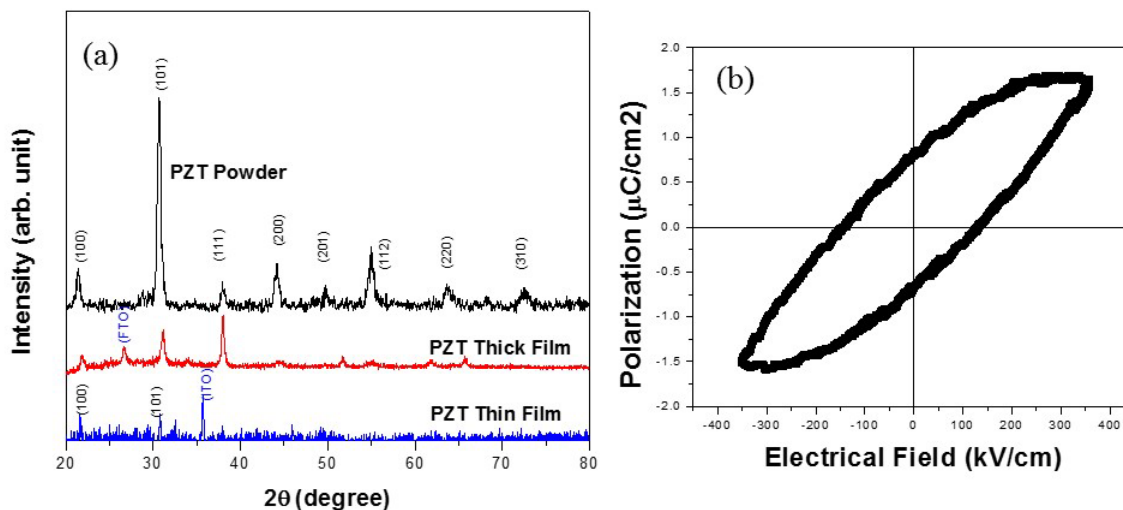 (a)
(101)
PZT Powder
(100)
(111)
(200)
(201)
(112)
(220)
(310)
(FTO)
PZT Thick Film
(100)
(101)
(ITO)
PZT Thin Film
20 30 40 50 60 70 80
2θ (degree)
Intensity (arb. unit)
(b)
2.0
1.5
1.0
0.5
0.0
-0.5
-1.0
-1.5
-2.0
-400 -300 -200 -100 0 100 200 300 400
Electrical Field (kV/cm)
Polarization (μC/cm2)